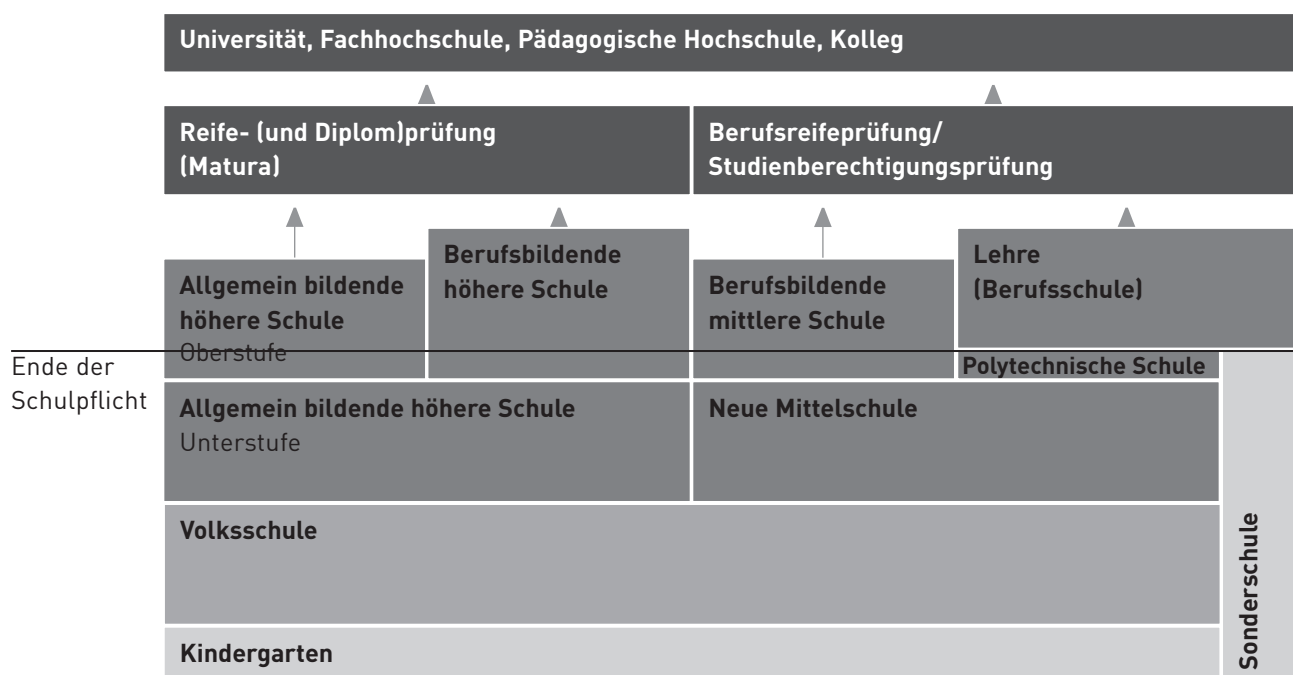 Universität, Fachhochschule, Pädagogische Hochschule, Kolleg
Reife- (und Diplom)prüfung
(Matura)
Berufsreifeprüfung/
Studienberechtigungsprüfung
Allgemein bildende
höhere Schule
Oberstufe
Berufsbildende
höhere Schule
Berufsbildende
mittlere Schule
Lehre
(Berufsschule)
Ende der
Schulpflicht
Polytechnische Schule
Allgemein bildende höhere Schule
Unterstufe
Neue Mittelschule
Volksschule
Sonderschule
Kindergarten